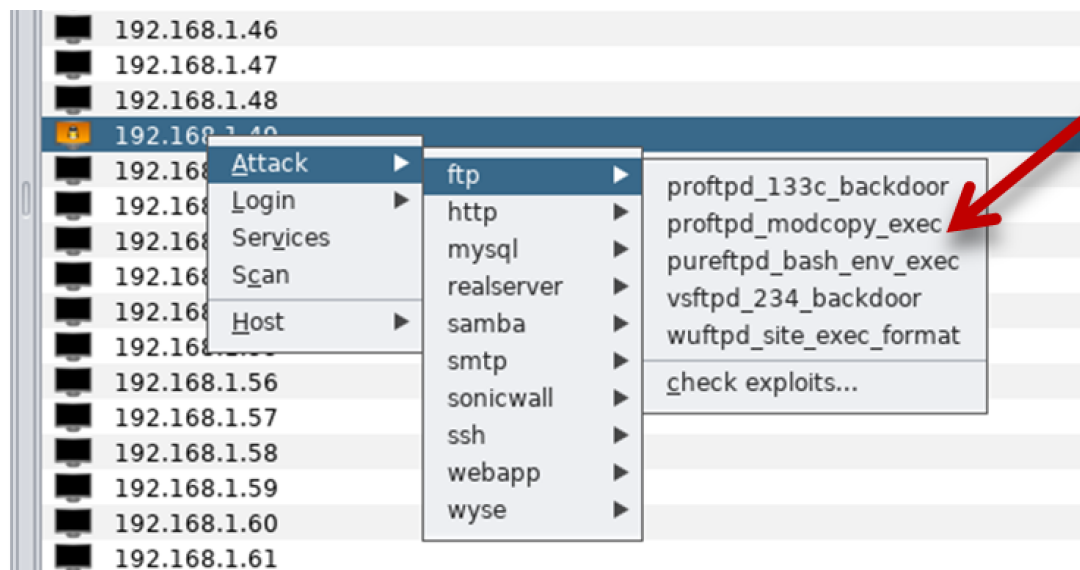 192.168.1.46
192.168.1.47
192.168.1.48
192.168.1.49
192.168
192.168
192.168
192.168
192.168
192.168
192.168.1.56
192.168.1.57
192.168.1.58
192.168.1.59
192.168.1.60
192.168.1.61
Attack
Login
Services
Scan
Host
ftp
http
mysql
realserver
samba
smtp
sonicwall
ssh
webapp
wyse
proftpd_133c_backdoor
proftpd_modcopy_exec
pureftpd_bash_env_exec
vsftpd_234_backdoor
wuftpd_site_exec_format
check exploits...